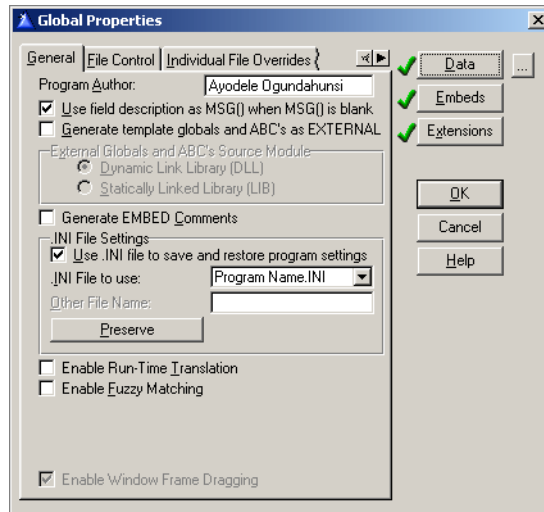 Global Properties
General
File Control
Individual File Overrides
Data
...
Program Author:
Ayodele Ogundahunsi
Use field description as MSG() when MSG() is blank
Embeds
Generate template globals and ABC's as EXTERNAL
Extensions
External Globals and ABC's Source Module
Dynamic Link Library (DLL)
Statically Linked Library (LIB)
OK
Generate EMBED Comments
Cancel
.INI File Settings
Use .INI file to save and restore program settings
Help
.INI File to use:
Program Name.INI
Other File Name:
Preserve
Enable Run-Time Translation
Enable Fuzzy Matching
Enable Window Frame Dragging